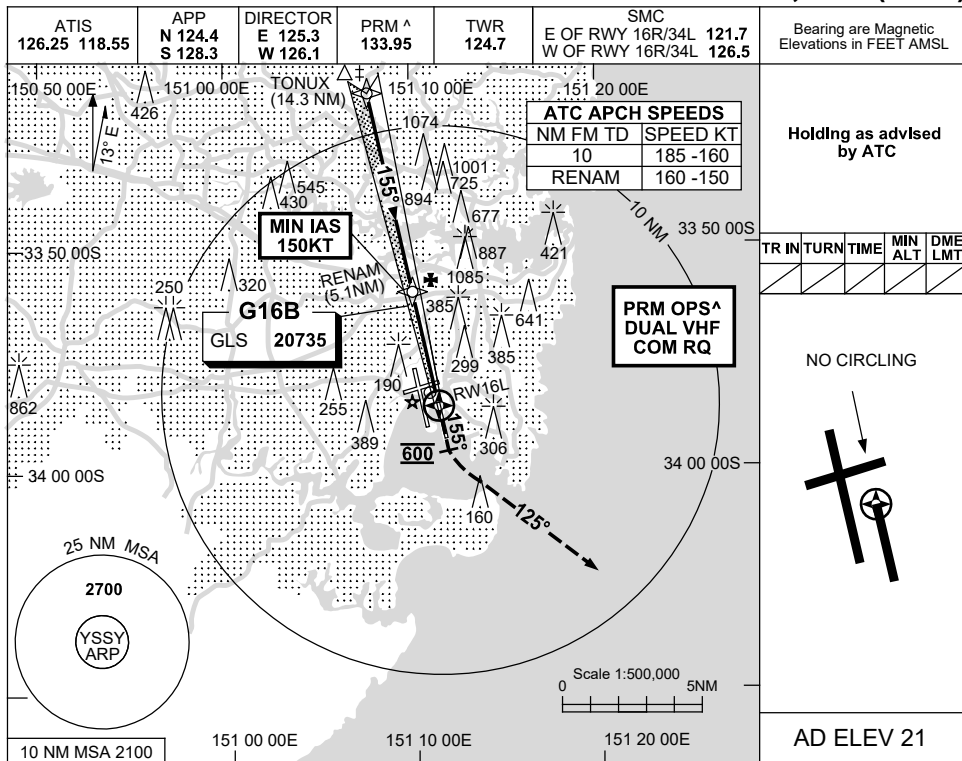 ATIS
126.25 118.55
APP
N 124.4
S 128.3
DIRECTOR
E 125.3
W 126.1
PRM ^
133.95
TWR
124.7
SMC
E OF RWY 16R/34L 121.7
W OF RWY 16R/34L 126.5
Bearing are Magnetic
Elevations in FEET AMSL
150 50 00E
151 00 00E
TONUX
(14.3 NM)
151 10 00E
151 20 00E
426
13° E
1074
ATC APCH SPEEDS
NM FM TD SPEED KT
10 185 -160
RENAM 160 -150
Holding as advised
by ATC
155°
545
430
894
1001
725
677
MIN IAS
150KT
887
421
10 NM
33 50 00S
33 50 00S
TR IN TURN TIME MIN ALT DME LMT
RENAM
(5.1NM)
1085
320
250
385
641
G16B
GLS 20735
PRM OPS^
DUAL VHF
COM RQ
385
299
NO CIRCLING
862
190
RW16L
255
389
155°
306
600
34 00 00S
34 00 00S
160
125°
25 NM MSA
2700
YSSY
ARP
Scale 1:500,000
0 5NM
10 NM MSA 2100
151 00 00E
151 10 00E
151 20 00E
AD ELEV 21